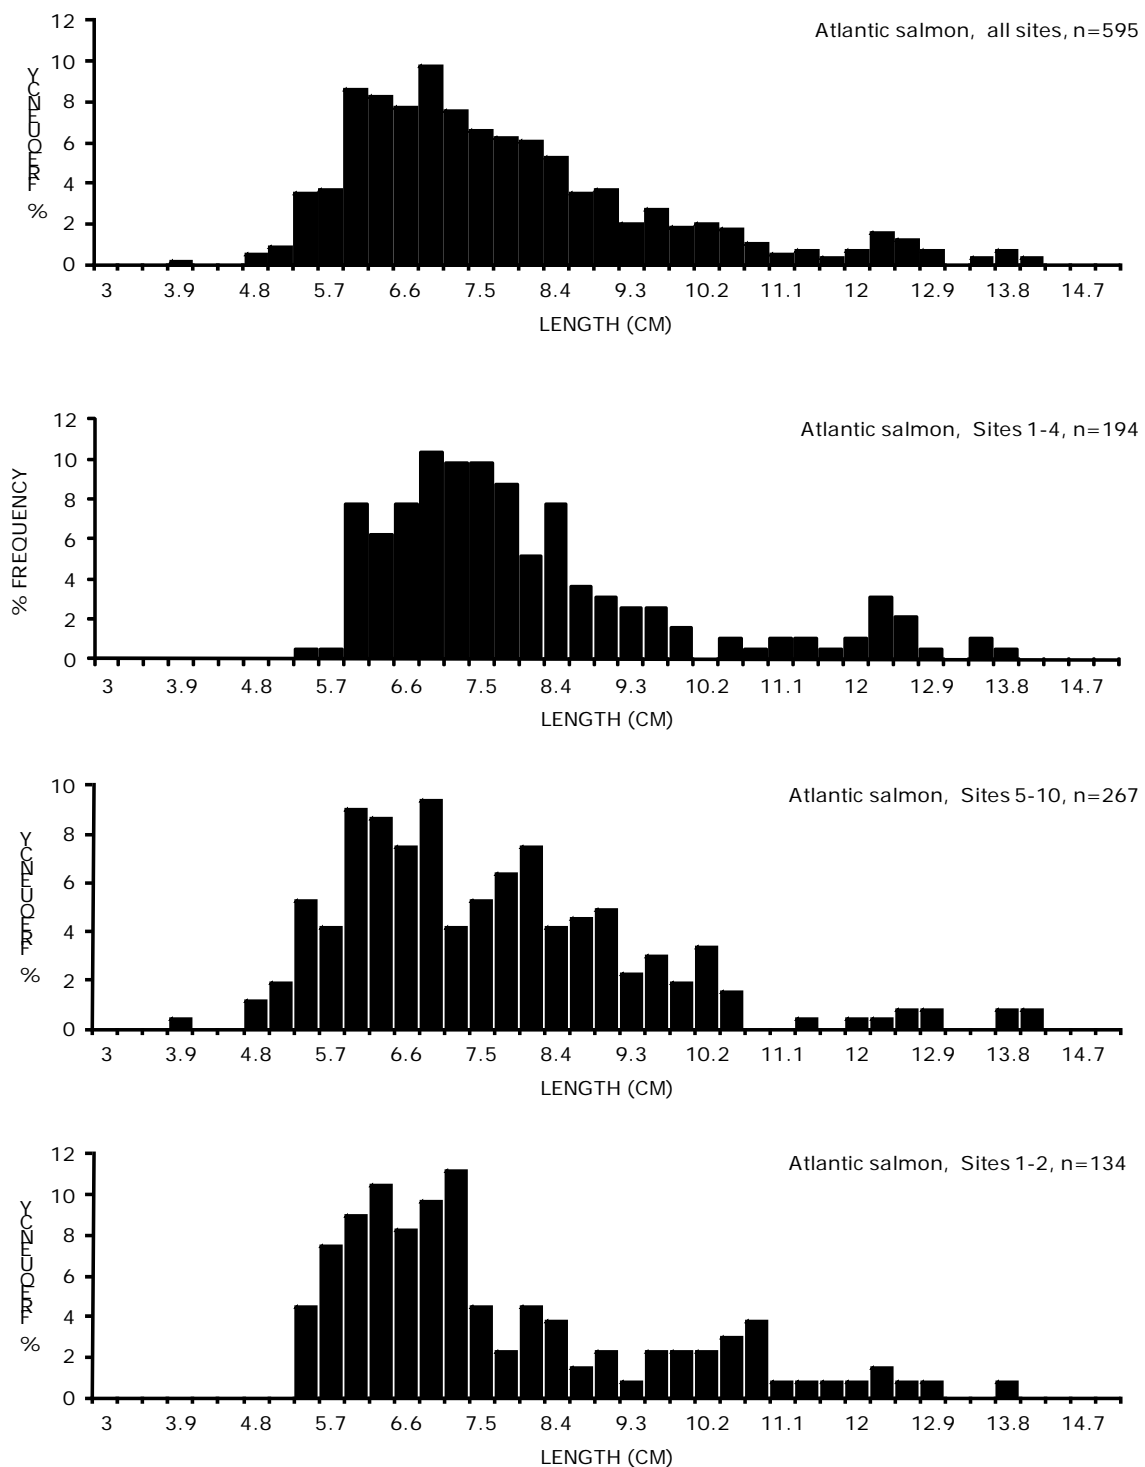 Atlantic salmon, all sites, n=595
12
10
8
6
4
2
0
% FREQUENCY
3 3.9 4.8 5.7 6.6 7.5 8.4 9.3 10.2 11.1 12 12.9 13.8 14.7
LENGTH (CM)
Atlantic salmon, Sites 1-4, n=194
12
10
8
6
4
2
0
% FREQUENCY
3 3.9 4.8 5.7 6.6 7.5 8.4 9.3 10.2 11.1 12 12.9 13.8 14.7
LENGTH (CM)
Atlantic salmon, Sites 5-10, n=267
10
8
6
4
2
0
% FREQUENCY
3 3.9 4.8 5.7 6.6 7.5 8.4 9.3 10.2 11.1 12 12.9 13.8 14.7
LENGTH (CM)
Atlantic salmon, Sites 1-2, n=134
12
10
8
6
4
2
0
% FREQUENCY
3 3.9 4.8 5.7 6.6 7.5 8.4 9.3 10.2 11.1 12 12.9 13.8 14.7
LENGTH (CM)